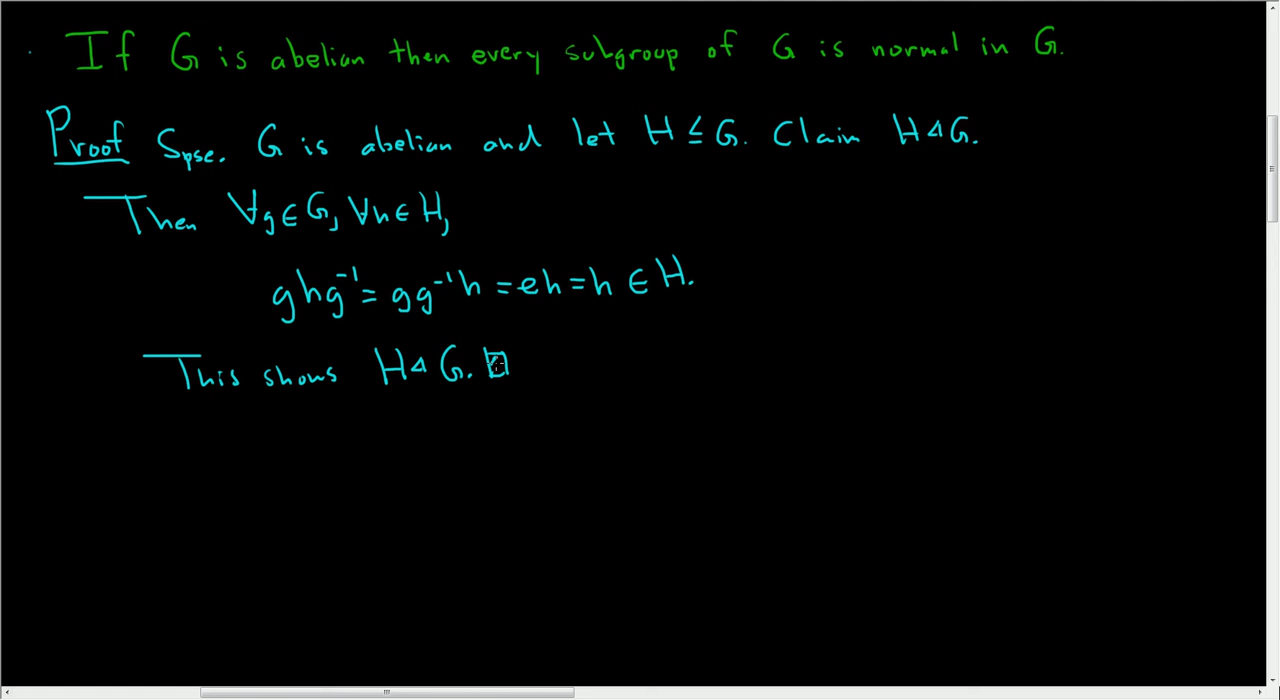 If G is abelian then every subgroup of G is normal in G.
Proof Spse. G is abelian and let H ≤ G. Claim H ⊲ G.
Then ∀g ∈ G, ∀h ∈ H,
ghg⁻¹ = gg⁻¹h = eh = h ∈ H.
This shows H ⊲ G. □